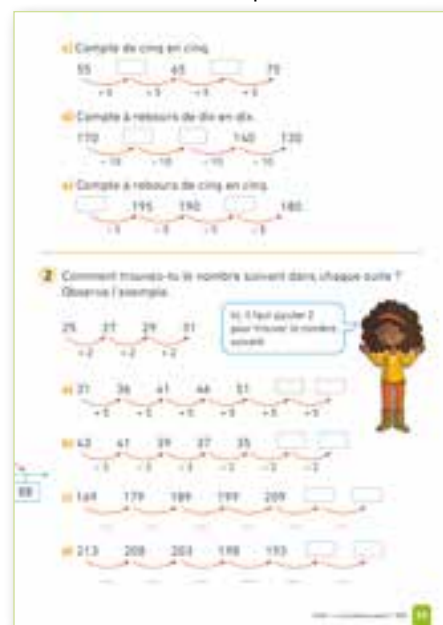 c) Compte de cinq en cinq.
55 65 75
+ 5 + 5 + 5 + 5
d) Compte à rebours de dix en dix.
170 140 130
- 10 - 10 - 10 - 10
e) Compte à rebours de cinq en cinq.
195 190 180
- 5 - 5 - 5 - 5
2 Comment trouves-tu le nombre suivant dans chaque suite ?
Observe l'exemple.
25 27 29 31
+ 2 + 2 + 2
Ici, il faut ajouter 2
pour trouver le nombre
suivant.
a) 31 36 41 46 51
+ 5 + 5 + 5 + 5 + 5 + 5
b) 43 41 39 37 35
- 2 - 2 - 2
c) 169 179 189 199 209
d) 213 208 203 198 193
88